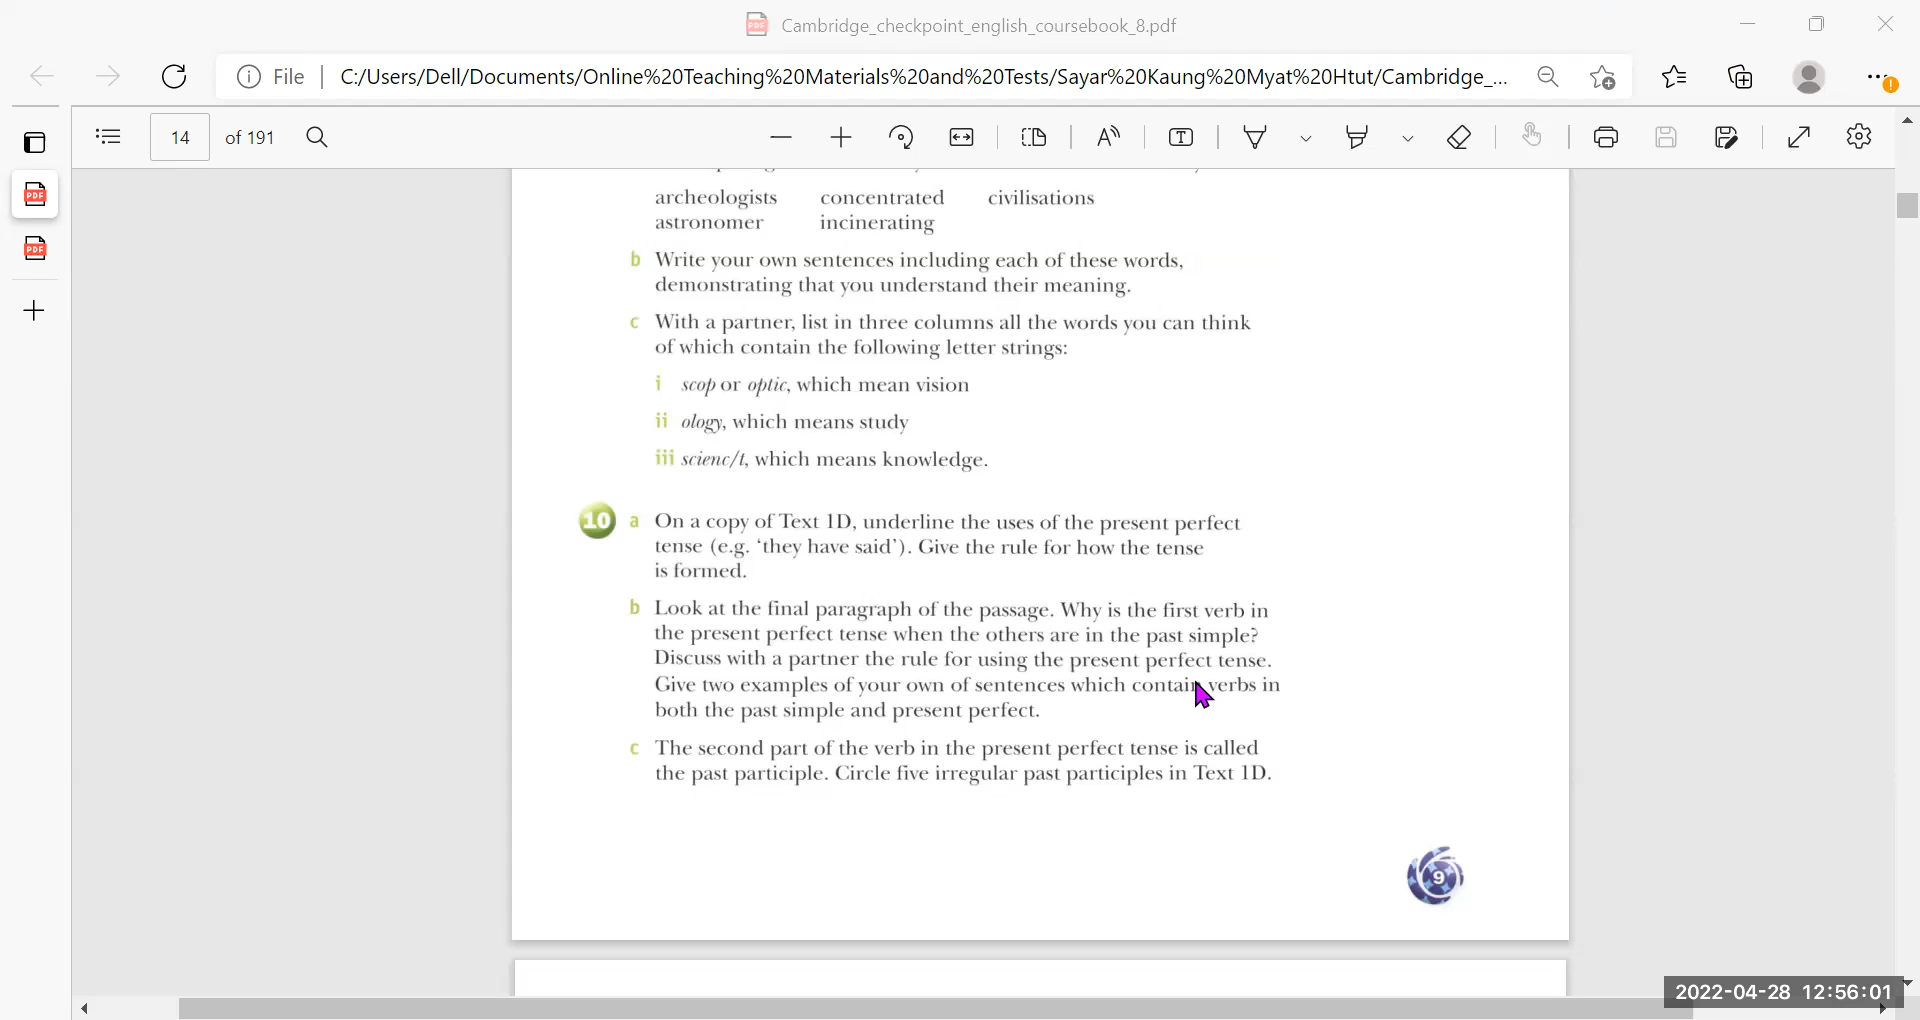 Cambridge_checkpoint_english_coursebook_8.pdf
File
C:/Users/Dell/Documents/Online%20Teaching%20Materials%20and%20Tests/Sayar%20Kaung%20Myat%20Htut/Cambridge_...
14 of 191
archeologists concentrated civilisations
astronomer incinerating
b Write your own sentences including each of these words,
demonstrating that you understand their meaning.
c With a partner, list in three columns all the words you can think
of which contain the following letter strings:
i scop or optic, which mean vision
ii ology, which means study
iii scienc/t, which means knowledge.
10 a On a copy of Text 1D, underline the uses of the present perfect
tense (e.g. ‘they have said’). Give the rule for how the tense
is formed.
b Look at the final paragraph of the passage. Why is the first verb in
the present perfect tense when the others are in the past simple?
Discuss with a partner the rule for using the present perfect tense.
Give two examples of your own of sentences which contain verbs in
both the past simple and present perfect.
c The second part of the verb in the present perfect tense is called
the past participle. Circle five irregular past participles in Text 1D.
9
2022-04-28 12:56:01